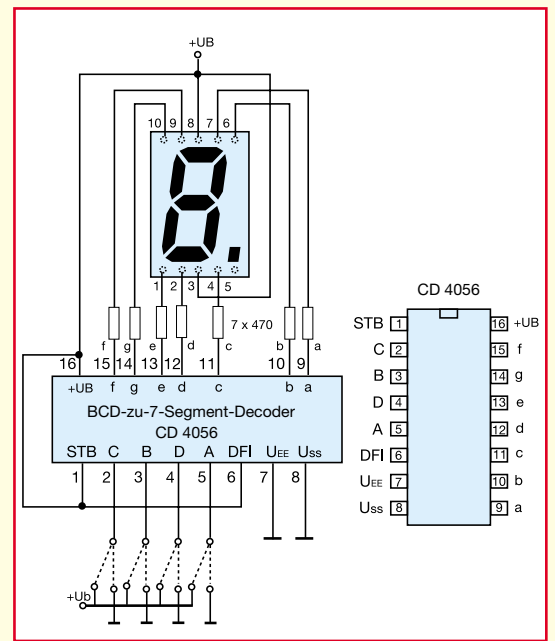 +UB
10 9 8 7 6
1 2 3 4 5
7 x 470
f g e d c b a
16 15 14 13 12 11 10 9
+UB f g e d c b a
BCD-zu-7-Segment-Decoder
CD 4056
STB C B D A DFI UEE USS
1 2 3 4 5 6 7 8
+Ub
CD 4056
STB 1 16 +UB
C 2 15 f
B 3 14 g
D 4 13 e
A 5 12 d
DFI 6 11 c
UEE 7 10 b
USS 8 9 a